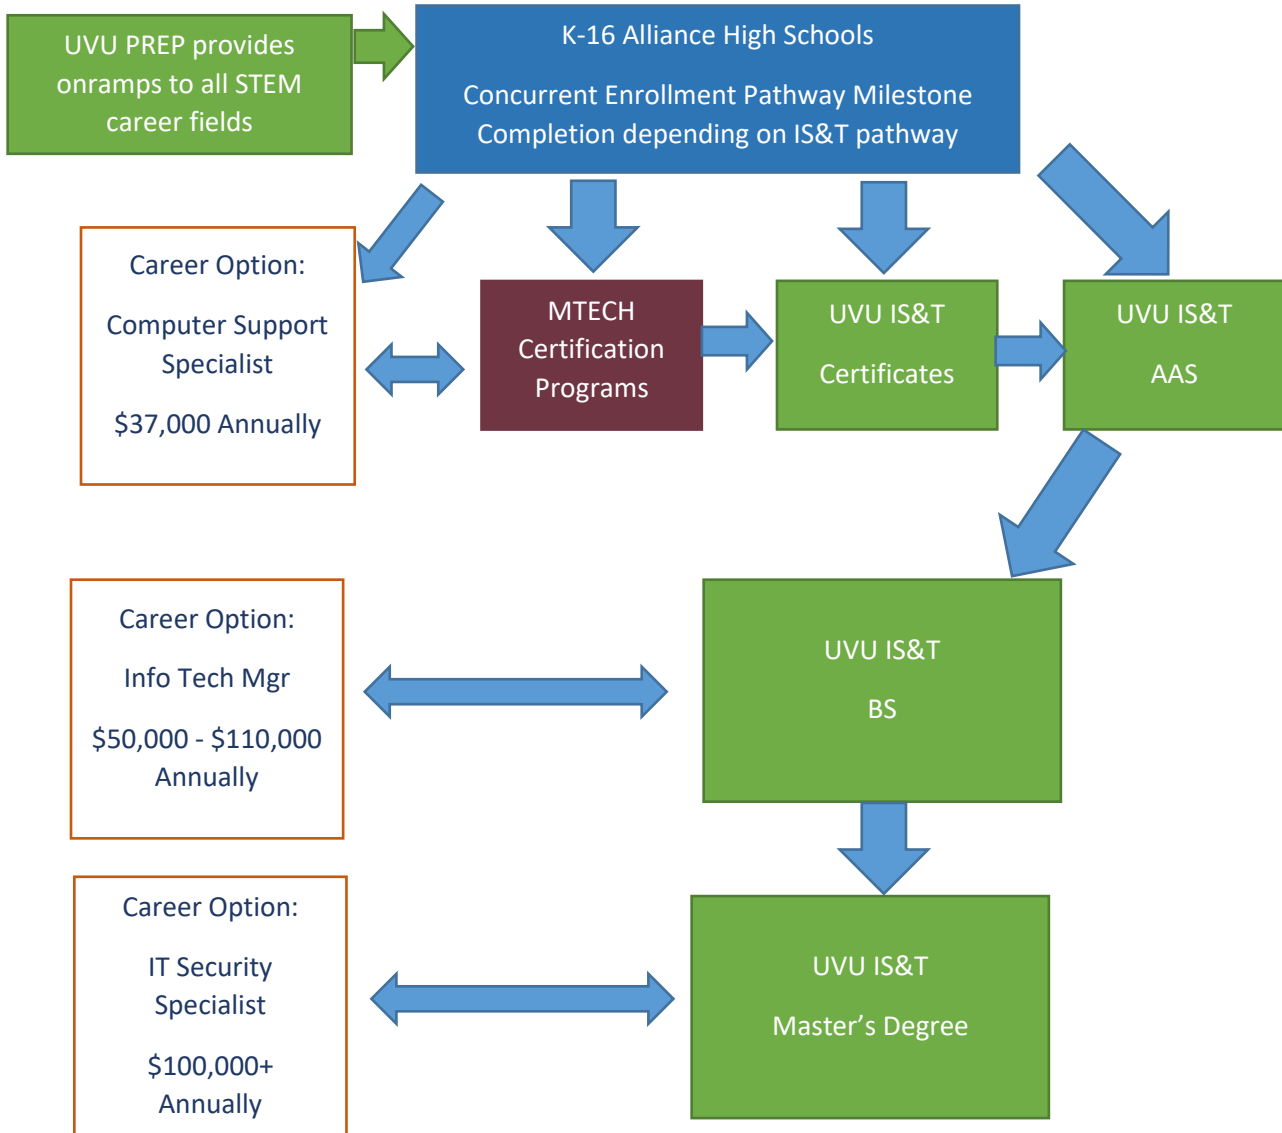 UVU PREP provides
onramps to all STEM
career fields
K-16 Alliance High Schools
Concurrent Enrollment Pathway Milestone
Completion depending on IS&T pathway
Career Option:
Computer Support
Specialist
$37,000 Annually
MTECH
Certification
Programs
UVU IS&T
Certificates
UVU IS&T
AAS
Career Option:
Info Tech Mgr
$50,000 - $110,000
Annually
UVU IS&T
BS
Career Option:
IT Security
Specialist
$100,000+
Annually
UVU IS&T
Master’s Degree